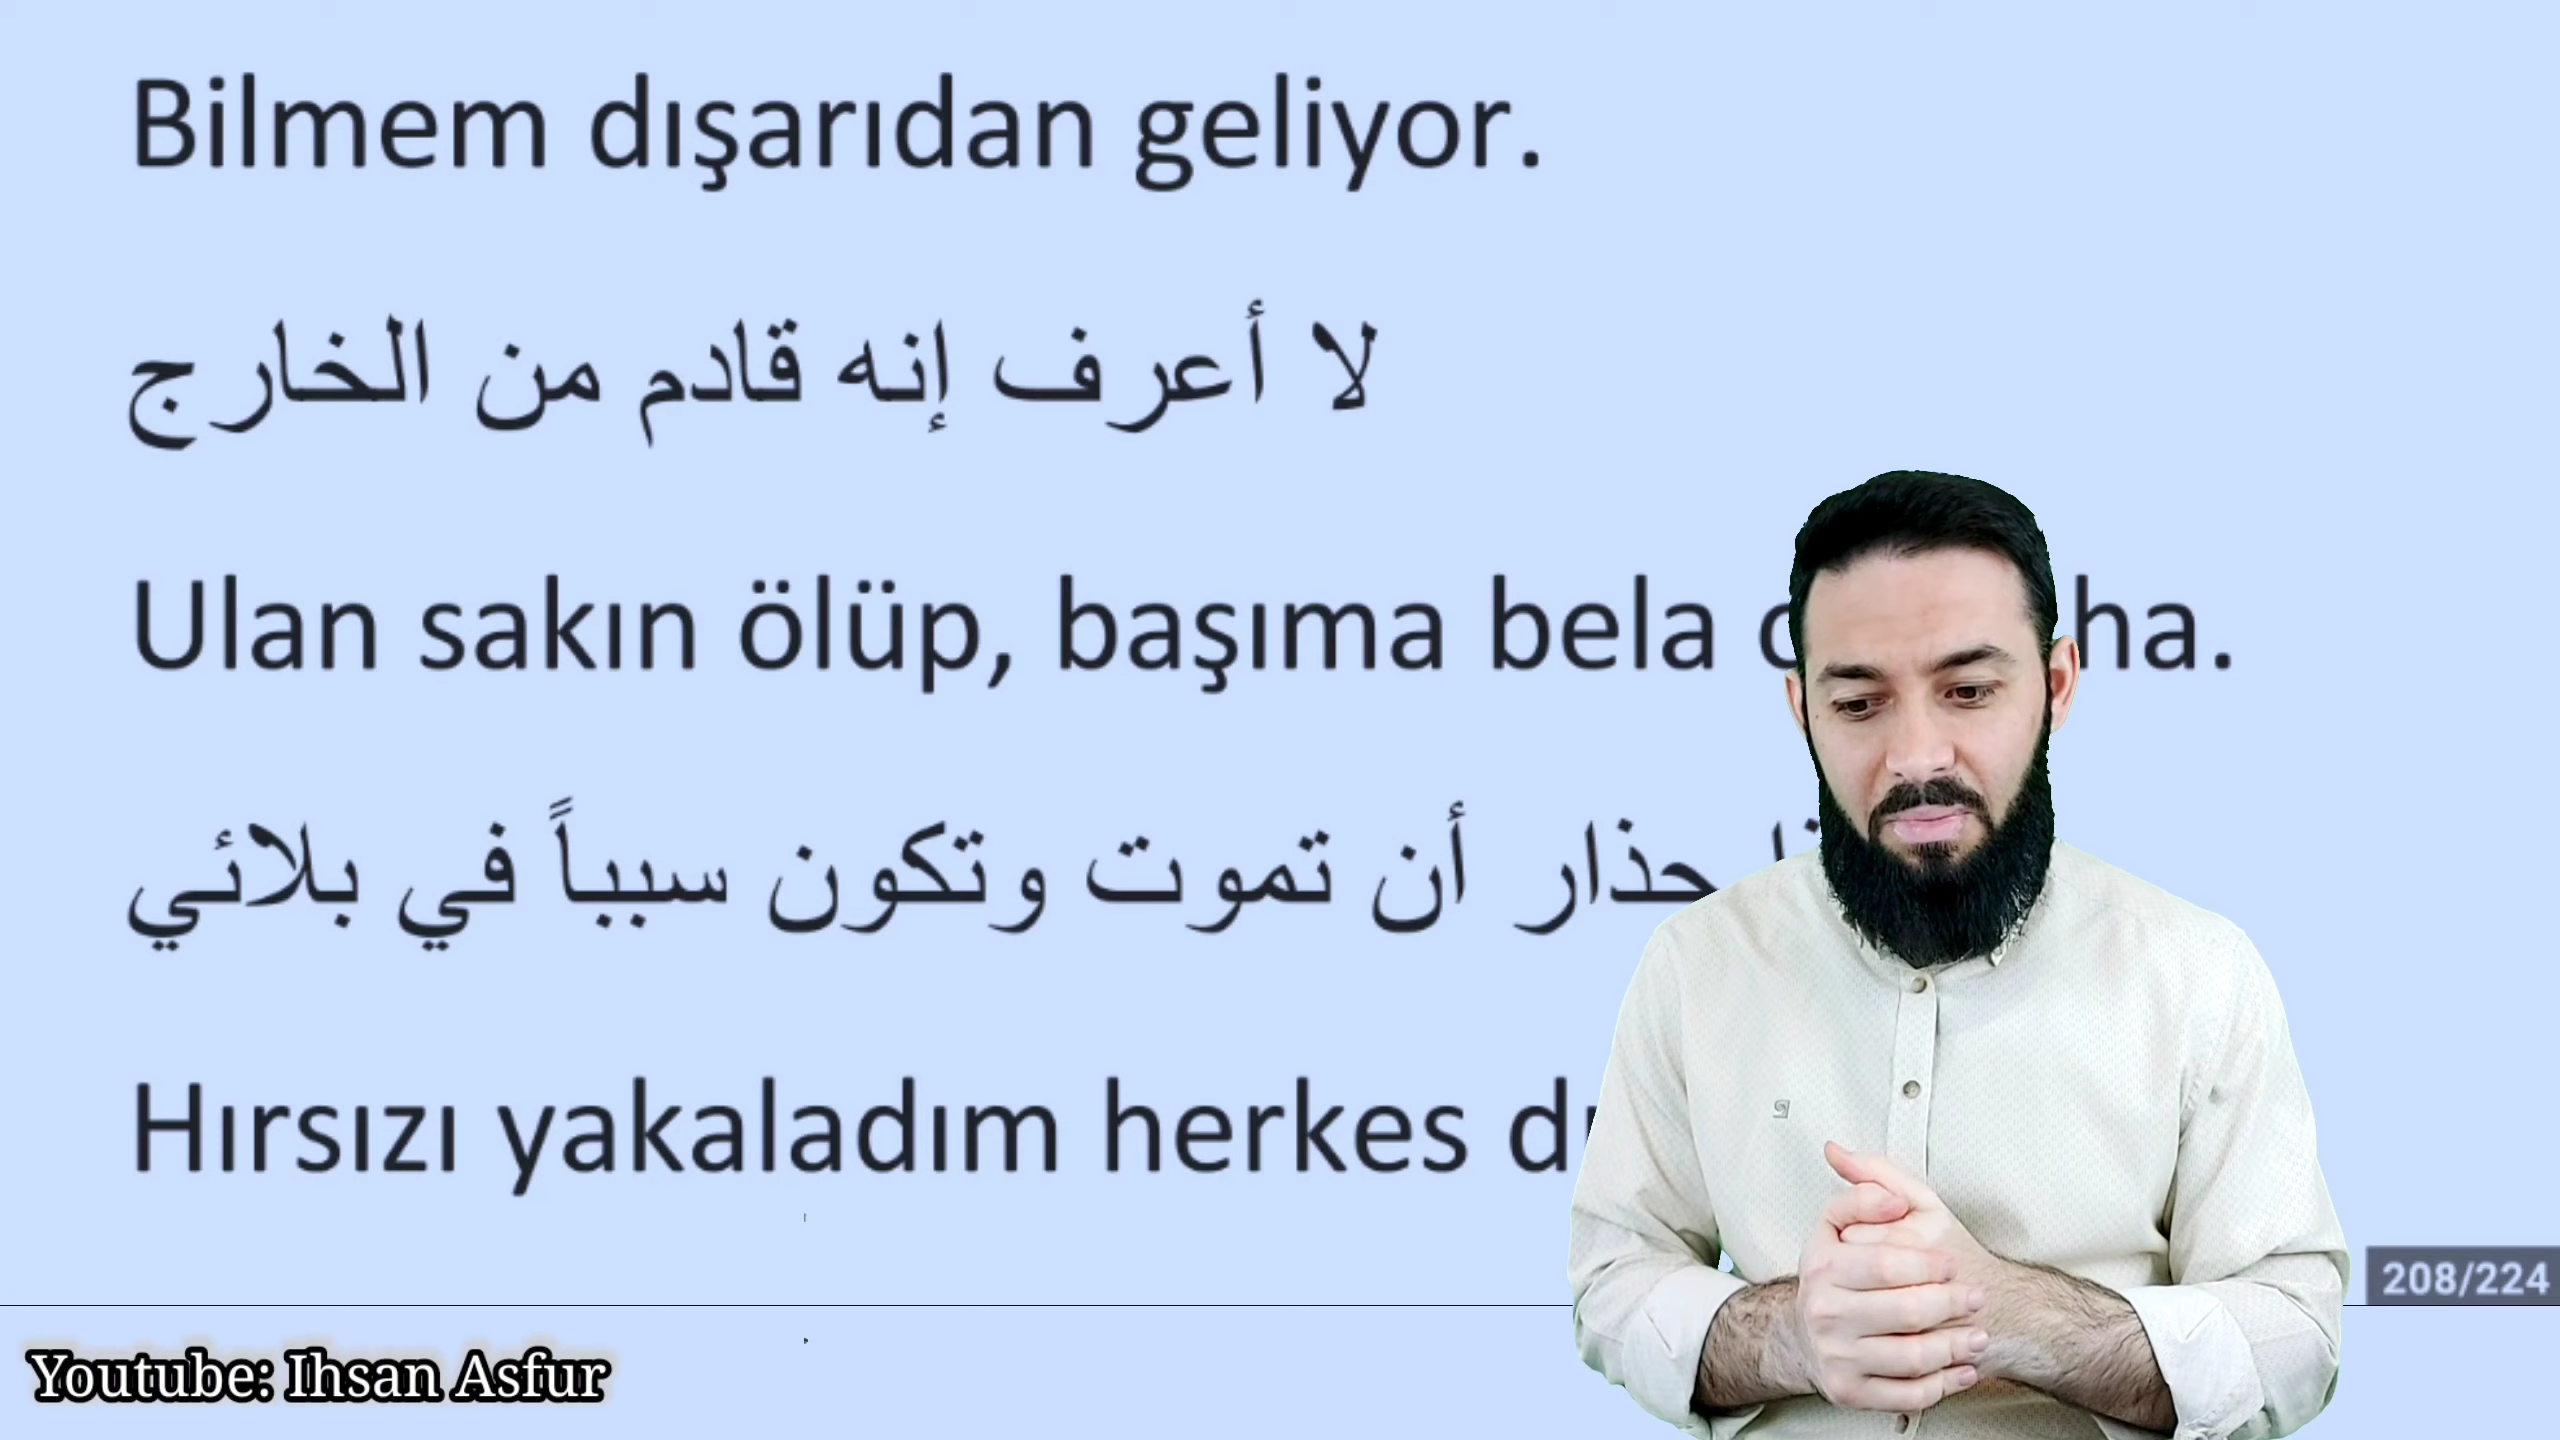 Bilmem dışarıdan geliyor.
لا أعرف إنه قادم من الخارج
Ulan sakın ölüp, başıma bela ha.
حذار أن تموت وتكون سبباً في بلائي
Hırsızı yakaladım herkes
208/224
Youtube: Ihsan Asfur